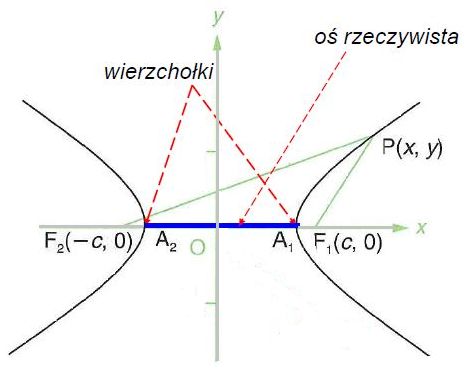 y
oś rzeczywista
wierzchołki
P(x, y)
x
F₂(−c, 0)
A₂
O
A₁
F₁(c, 0)